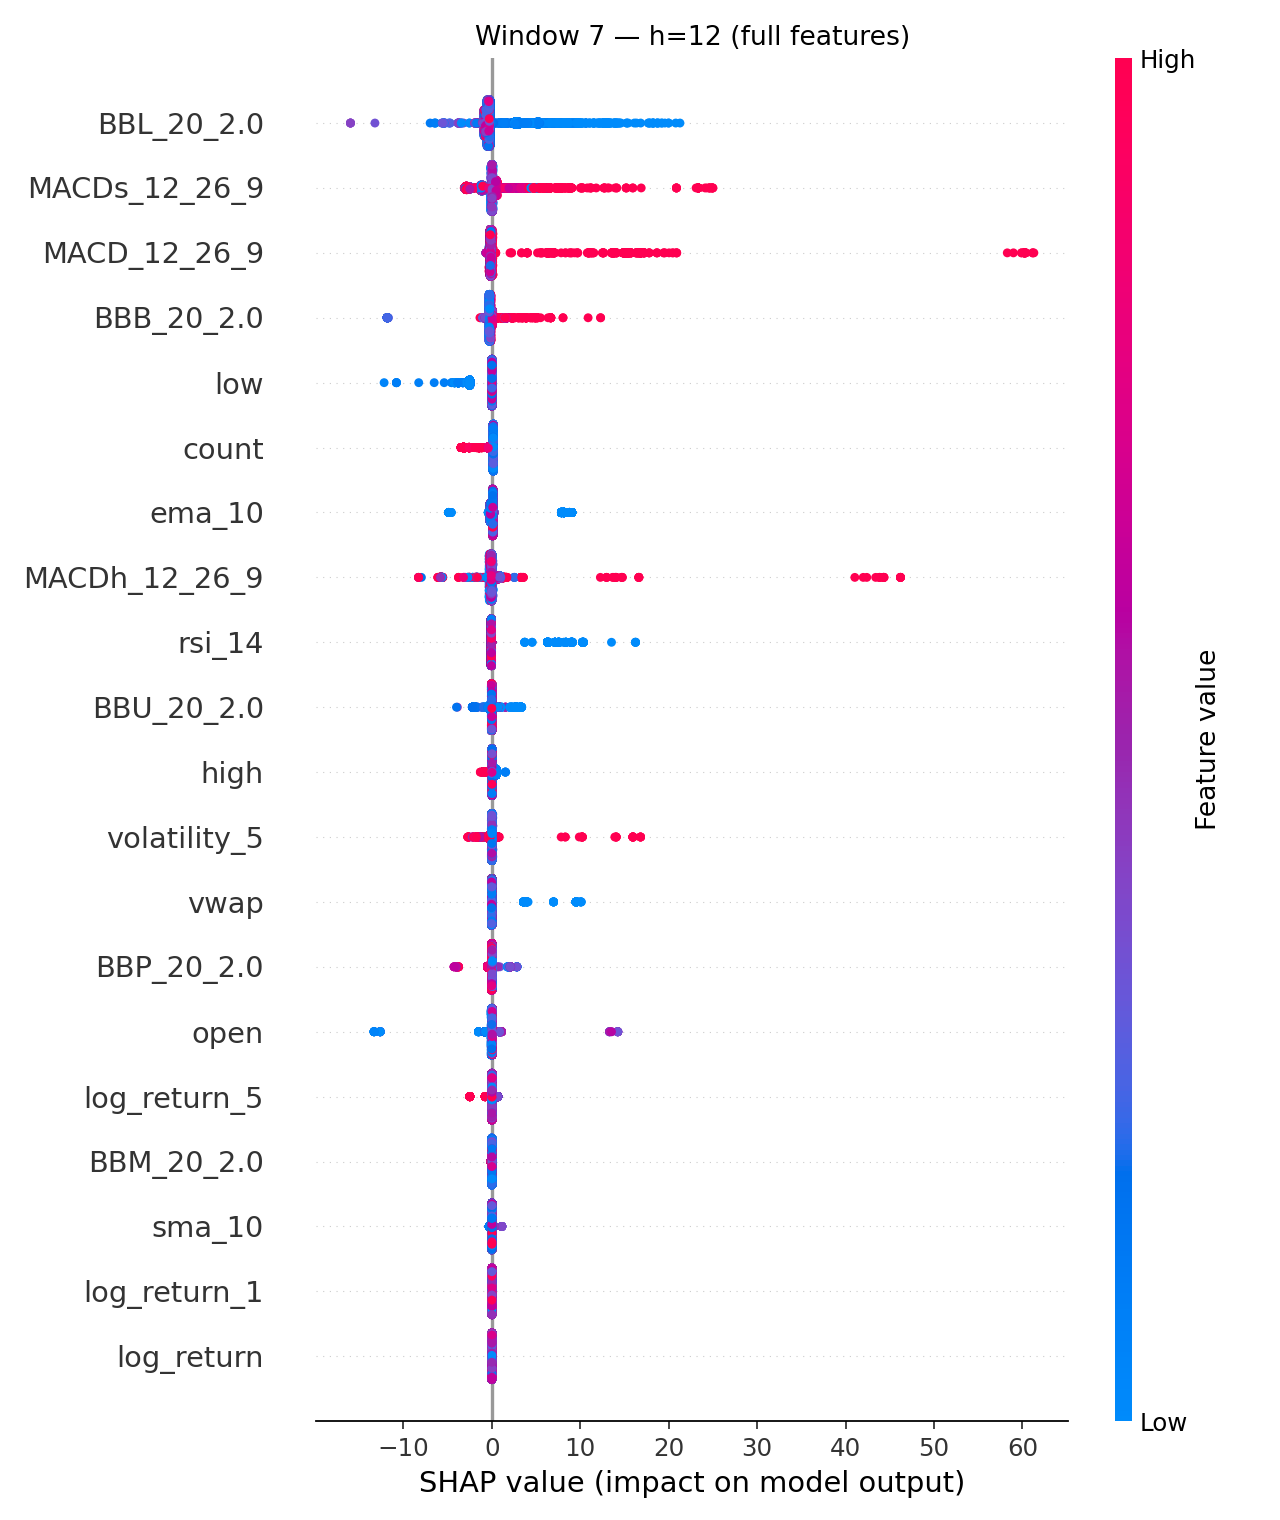 Window 7 — h=12 (full features)
High
BBL_20_2.0
MACDs_12_26_9
MACD_12_26_9
BBB_20_2.0
low
count
ema_10
MACDh_12_26_9
rsi_14
BBU_20_2.0
high
volatility_5
vwap
BBP_20_2.0
open
log_return_5
BBM_20_2.0
sma_10
log_return_1
log_return
Feature value
Low
−10 0 10 20 30 40 50 60
SHAP value (impact on model output)